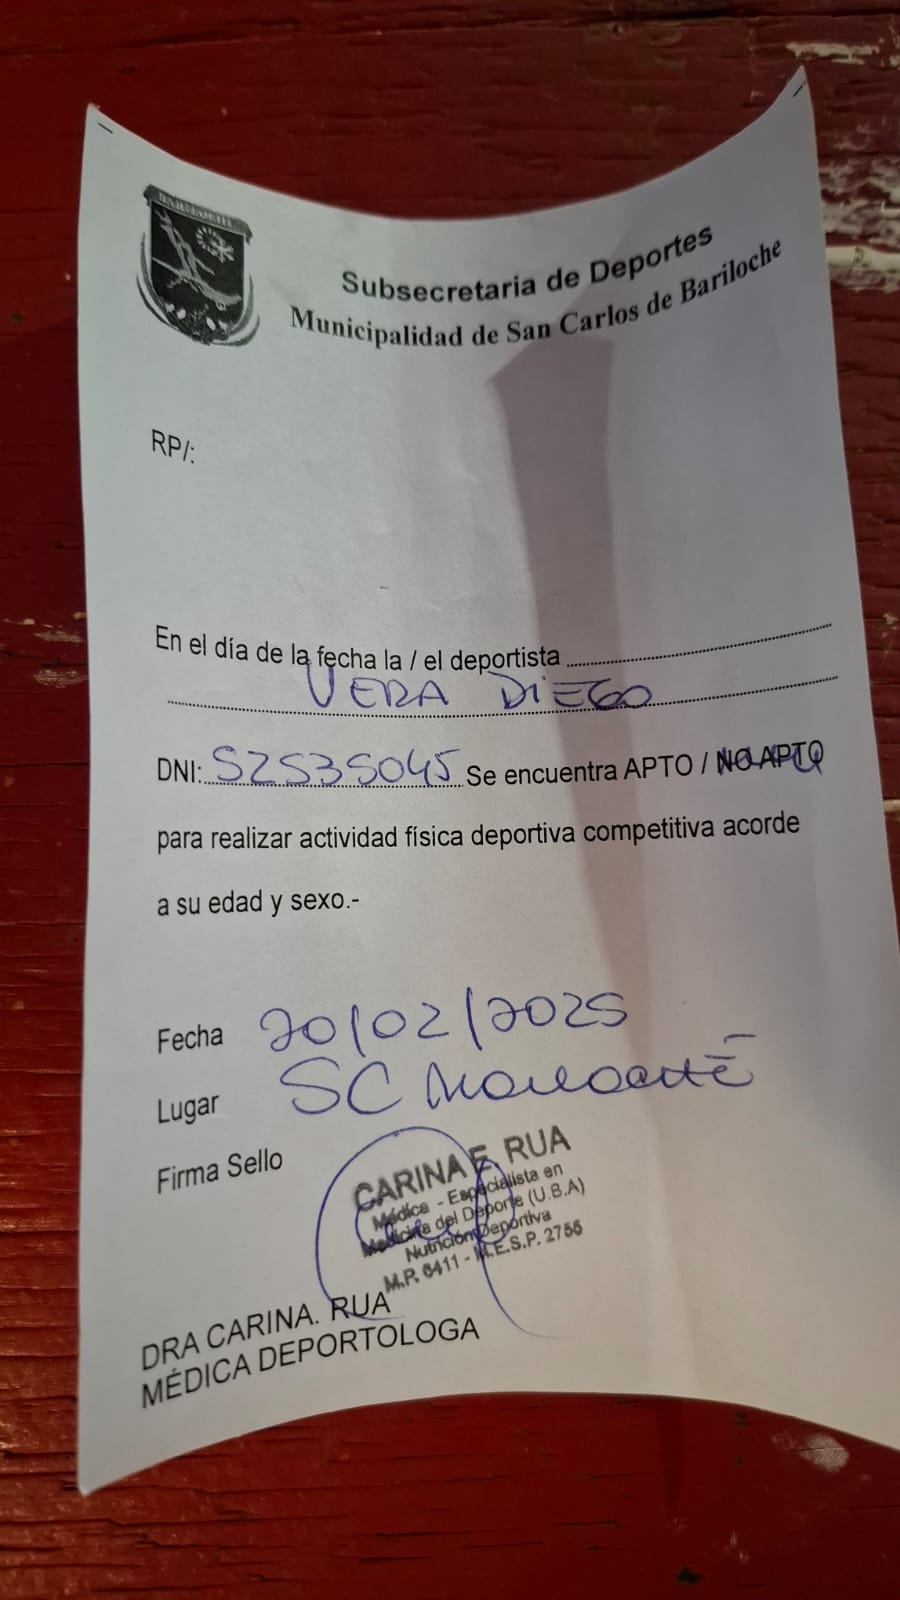 BARILOCHE
Subsecretaria de Deportes
Municipalidad de San Carlos de Bariloche
RP/:
En el día de la fecha la / el deportista
VERA DIEGO
DNI: 52535045 Se encuentra APTO / NO APTO
para realizar actividad física deportiva competitiva acorde
a su edad y sexo.-
Fecha 20/02/2025
Lugar SC
Firma Sello
CARINA E. RUA
Médica - Especialista en
Medicina del Deporte (U.B.A)
Nutrición Deportiva
M.P. 6411 - M.E.S.P. 2755
DRA CARINA. RUA
MÉDICA DEPORTOLOGA